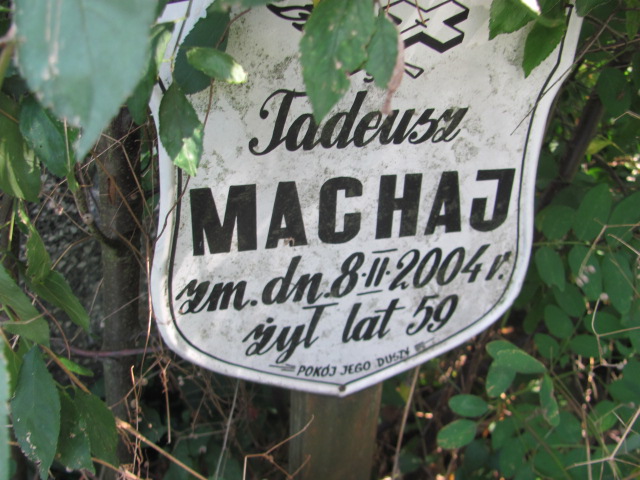 Tadeusz
MACHAJ
zm. dn. 8·II·2004 r.
żył lat 59
POKÓJ JEGO DUSZY